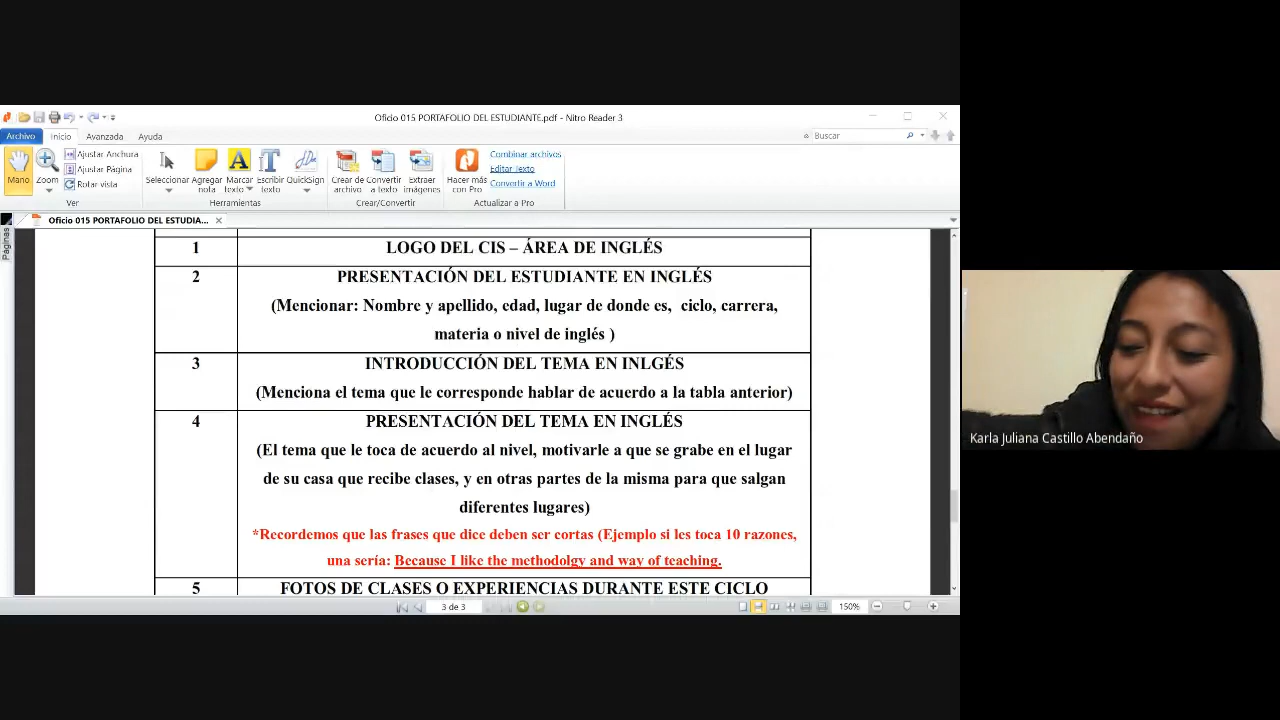 Oficio 015 PORTAFOLIO DEL ESTUDIANTE.pdf - Nitro Reader 3
Archivo Inicio Avanzada Ayuda
Buscar
Mano
Zoom
Ajustar Anchura
Ajustar Página
Rotar vista
Ver
Seleccionar
Agregar nota
Marcar texto
Escribir texto
QuickSign
Herramientas
Crear de archivo
Convertir a texto
Extraer imágenes
Crear/Convertir
Hacer más con Pro
Combinar archivos
Editar Texto
Convertir a Word
Actualizar a Pro
Oficio 015 PORTAFOLIO DEL ESTUDIA...
Páginas
1 LOGO DEL CIS – ÁREA DE INGLÉS
2 PRESENTACIÓN DEL ESTUDIANTE EN INGLÉS
(Mencionar: Nombre y apellido, edad, lugar de donde es, ciclo, carrera,
materia o nivel de inglés )
3 INTRODUCCIÓN DEL TEMA EN INLGÉS
(Menciona el tema que le corresponde hablar de acuerdo a la tabla anterior)
4 PRESENTACIÓN DEL TEMA EN INGLÉS
(El tema que le toca de acuerdo al nivel, motivarle a que se grabe en el lugar
de su casa que recibe clases, y en otras partes de la misma para que salgan
diferentes lugares)
*Recordemos que las frases que dice deben ser cortas (Ejemplo si les toca 10 razones,
una sería: Because I like the methodolgy and way of teaching.
5 FOTOS DE CLASES O EXPERIENCIAS DURANTE ESTE CICLO
3 de 3
150%
Karla Juliana Castillo Abendaño